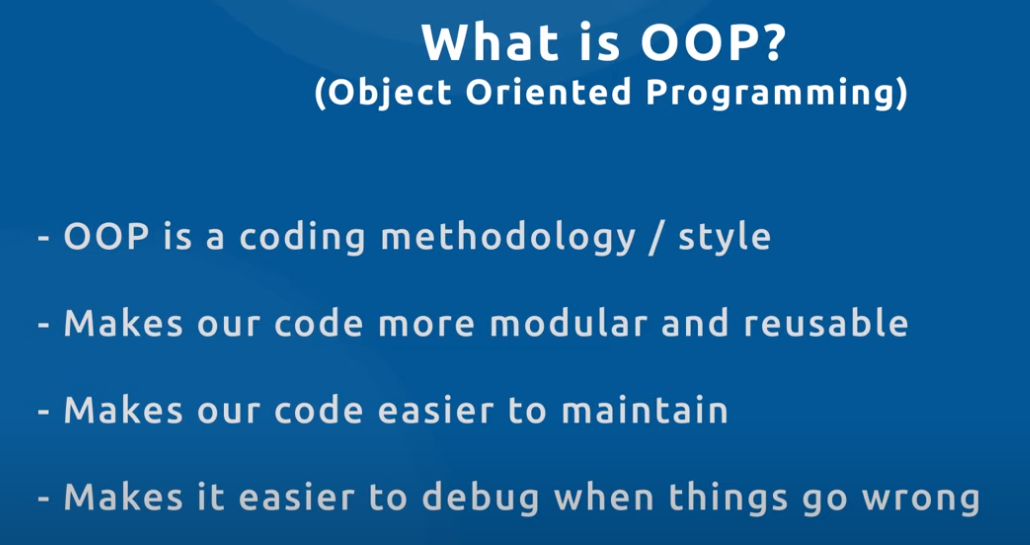 What is OOP?
(Object Oriented Programming)
- OOP is a coding methodology / style
- Makes our code more modular and reusable
- Makes our code easier to maintain
- Makes it easier to debug when things go wrong